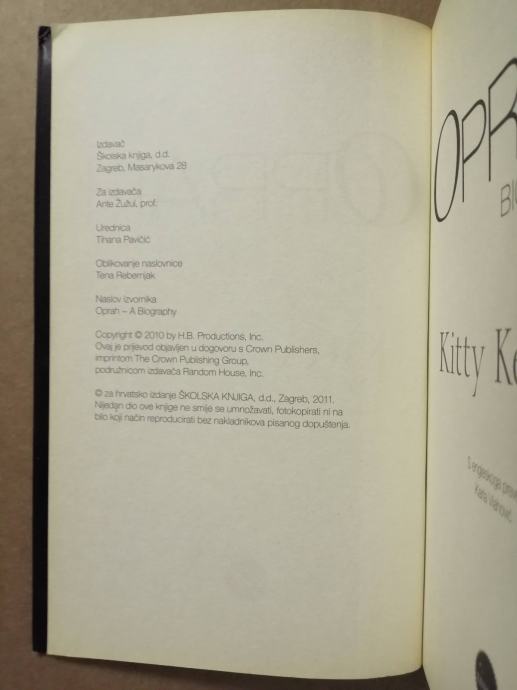 Izdavač
Školska knjiga, d.d.
Zagreb, Masarykova 28
Za izdavača
Ante Žužul, prof.
Urednica
Tihana Pavičić
Oblikovanje naslovnice
Tena Rebernjak
Naslov izvornika
Oprah – A Biography
Copyright © 2010 by H.B. Productions, Inc.
Ovaj je prijevod objavljen u dogovoru s Crown Publishers,
imprintom The Crown Publishing Group,
podružnicom izdavača Random House, Inc.
© za hrvatsko izdanje ŠKOLSKA KNJIGA, d.d., Zagreb, 2011.
Nijedan dio ove knjige ne smije se umnožavati, fotokopirati ni na
bilo koji način reproducirati bez nakladnikova pisanog dopuštenja.
OPR
BI
Kitty Ke
S engleskoga